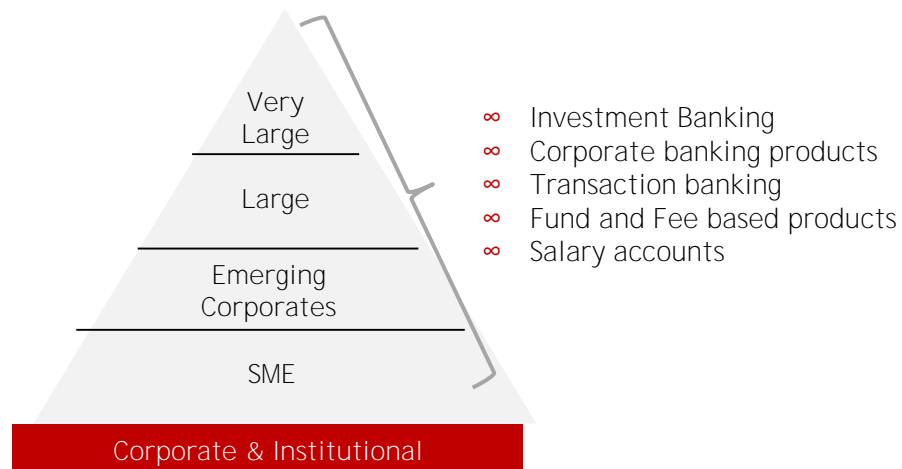 Very
Large
Large
Emerging
Corporates
SME
Corporate & Institutional
∞ Investment Banking
∞ Corporate banking products
∞ Transaction banking
∞ Fund and Fee based products
∞ Salary accounts